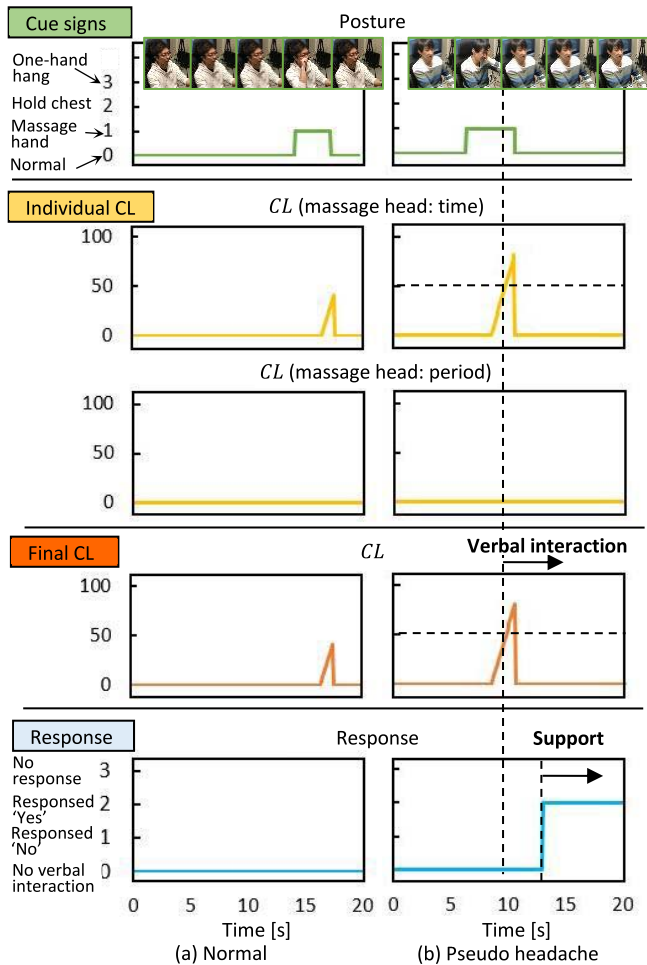 Cue signs
Posture
One-hand
hang
3
Hold chest
2
Massage
hand
1
Normal
0
Individual CL
CL (massage head: time)
100
50
0
CL (massage head: period)
100
50
0
Final CL
CL
Verbal interaction
100
50
0
Response
Response
Support
No
response
3
Responsed
'Yes'
2
Responsed
'No'
1
No verbal
interaction
0
0 5 10 15 20 0 5 10 15 20
Time [s] Time [s]
(a) Normal (b) Pseudo headache